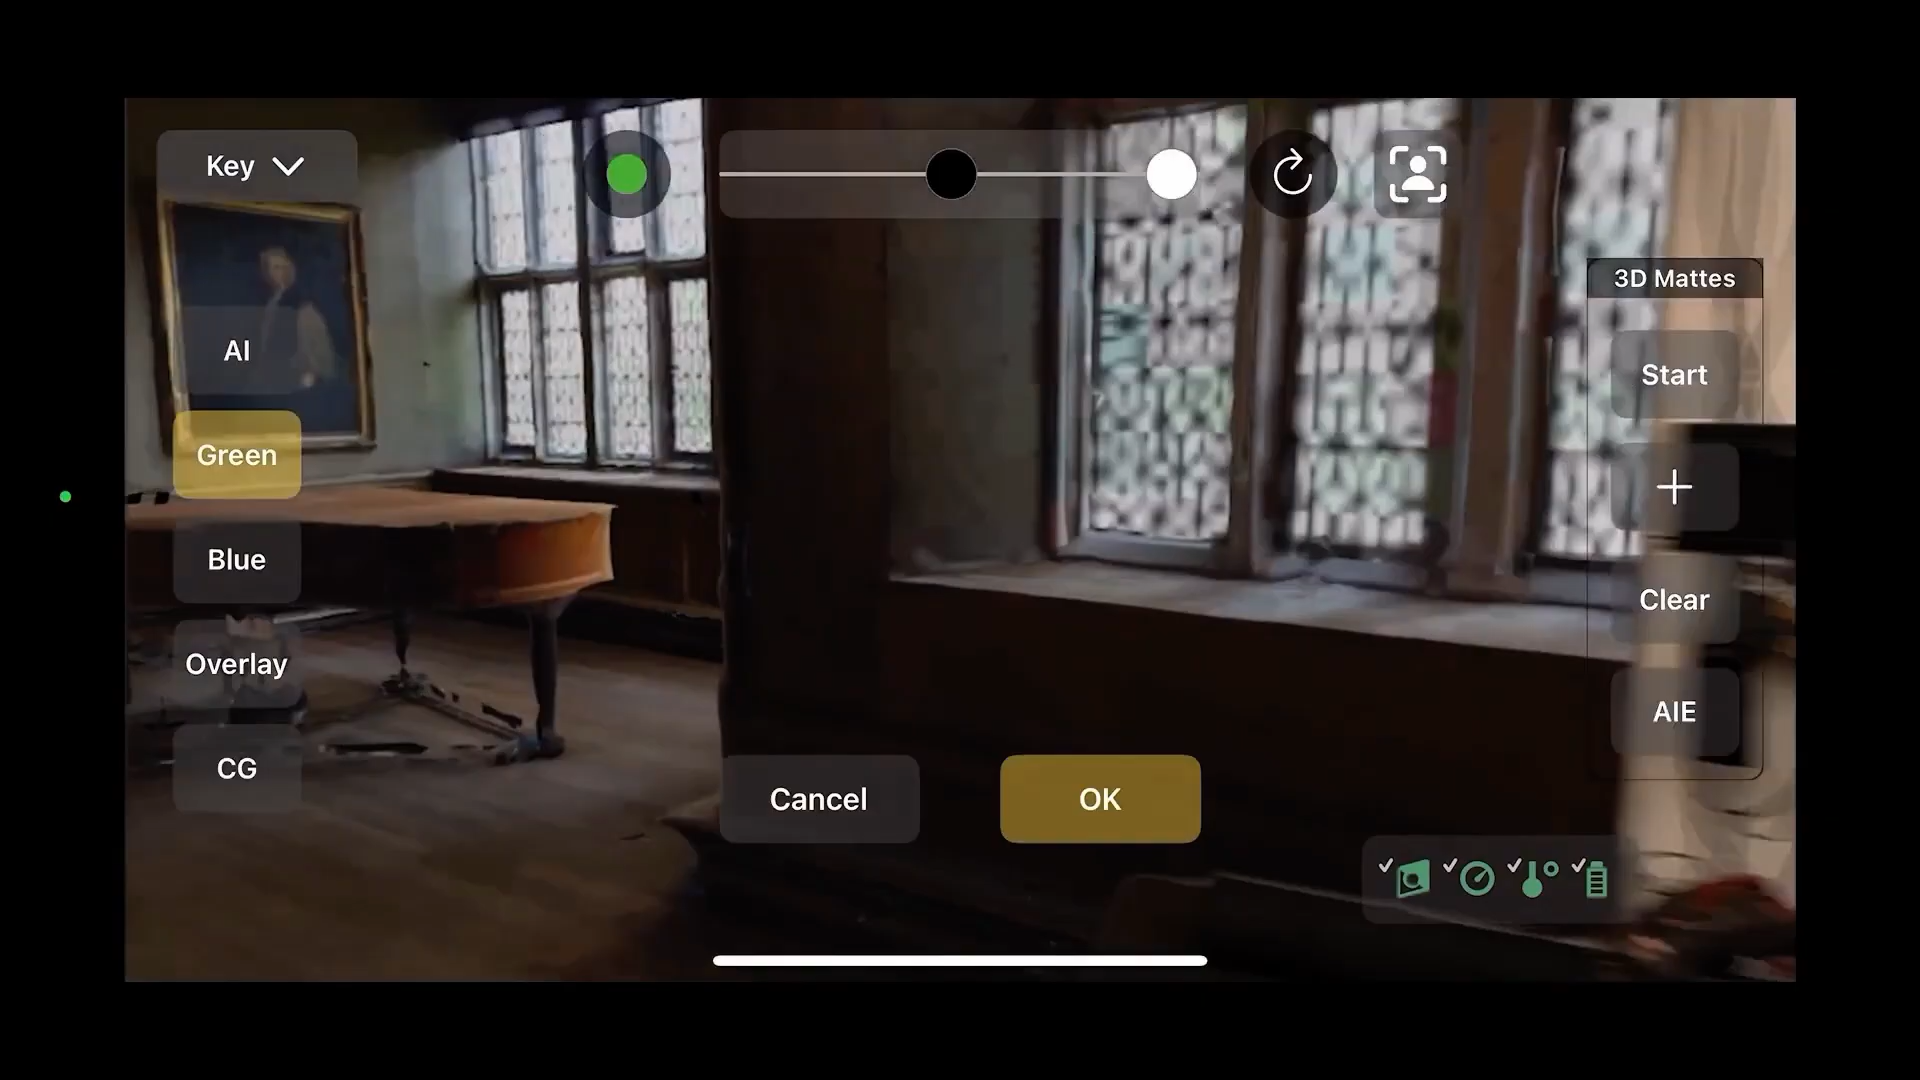 Key
3D Mattes
AI
Start
Green
+
Blue
Clear
Overlay
AIE
CG
Cancel
OK